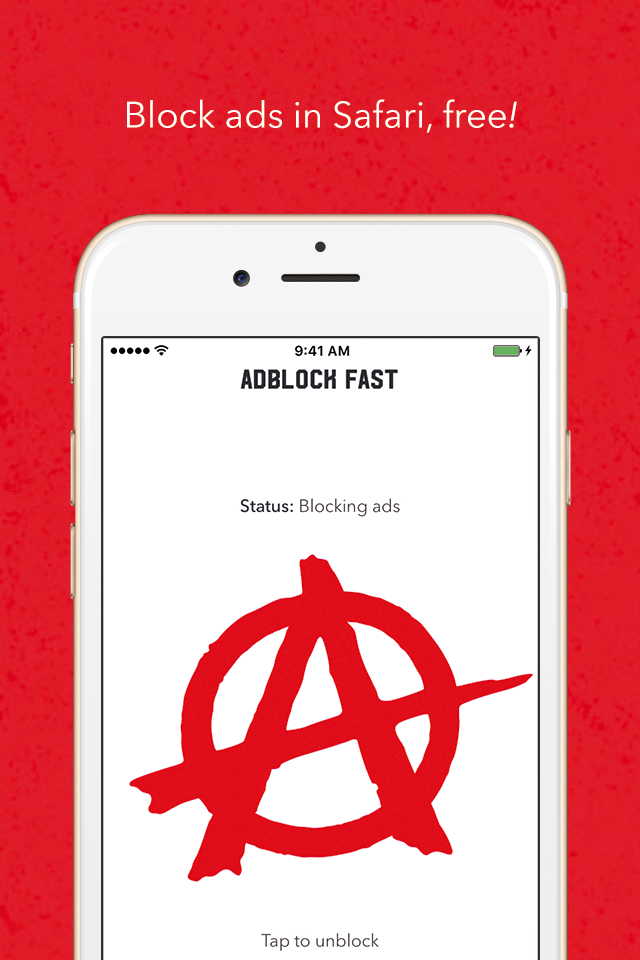 Block ads in Safari, free!
9:41 AM
ADBLOCK FAST
Status: Blocking ads
Tap to unblock